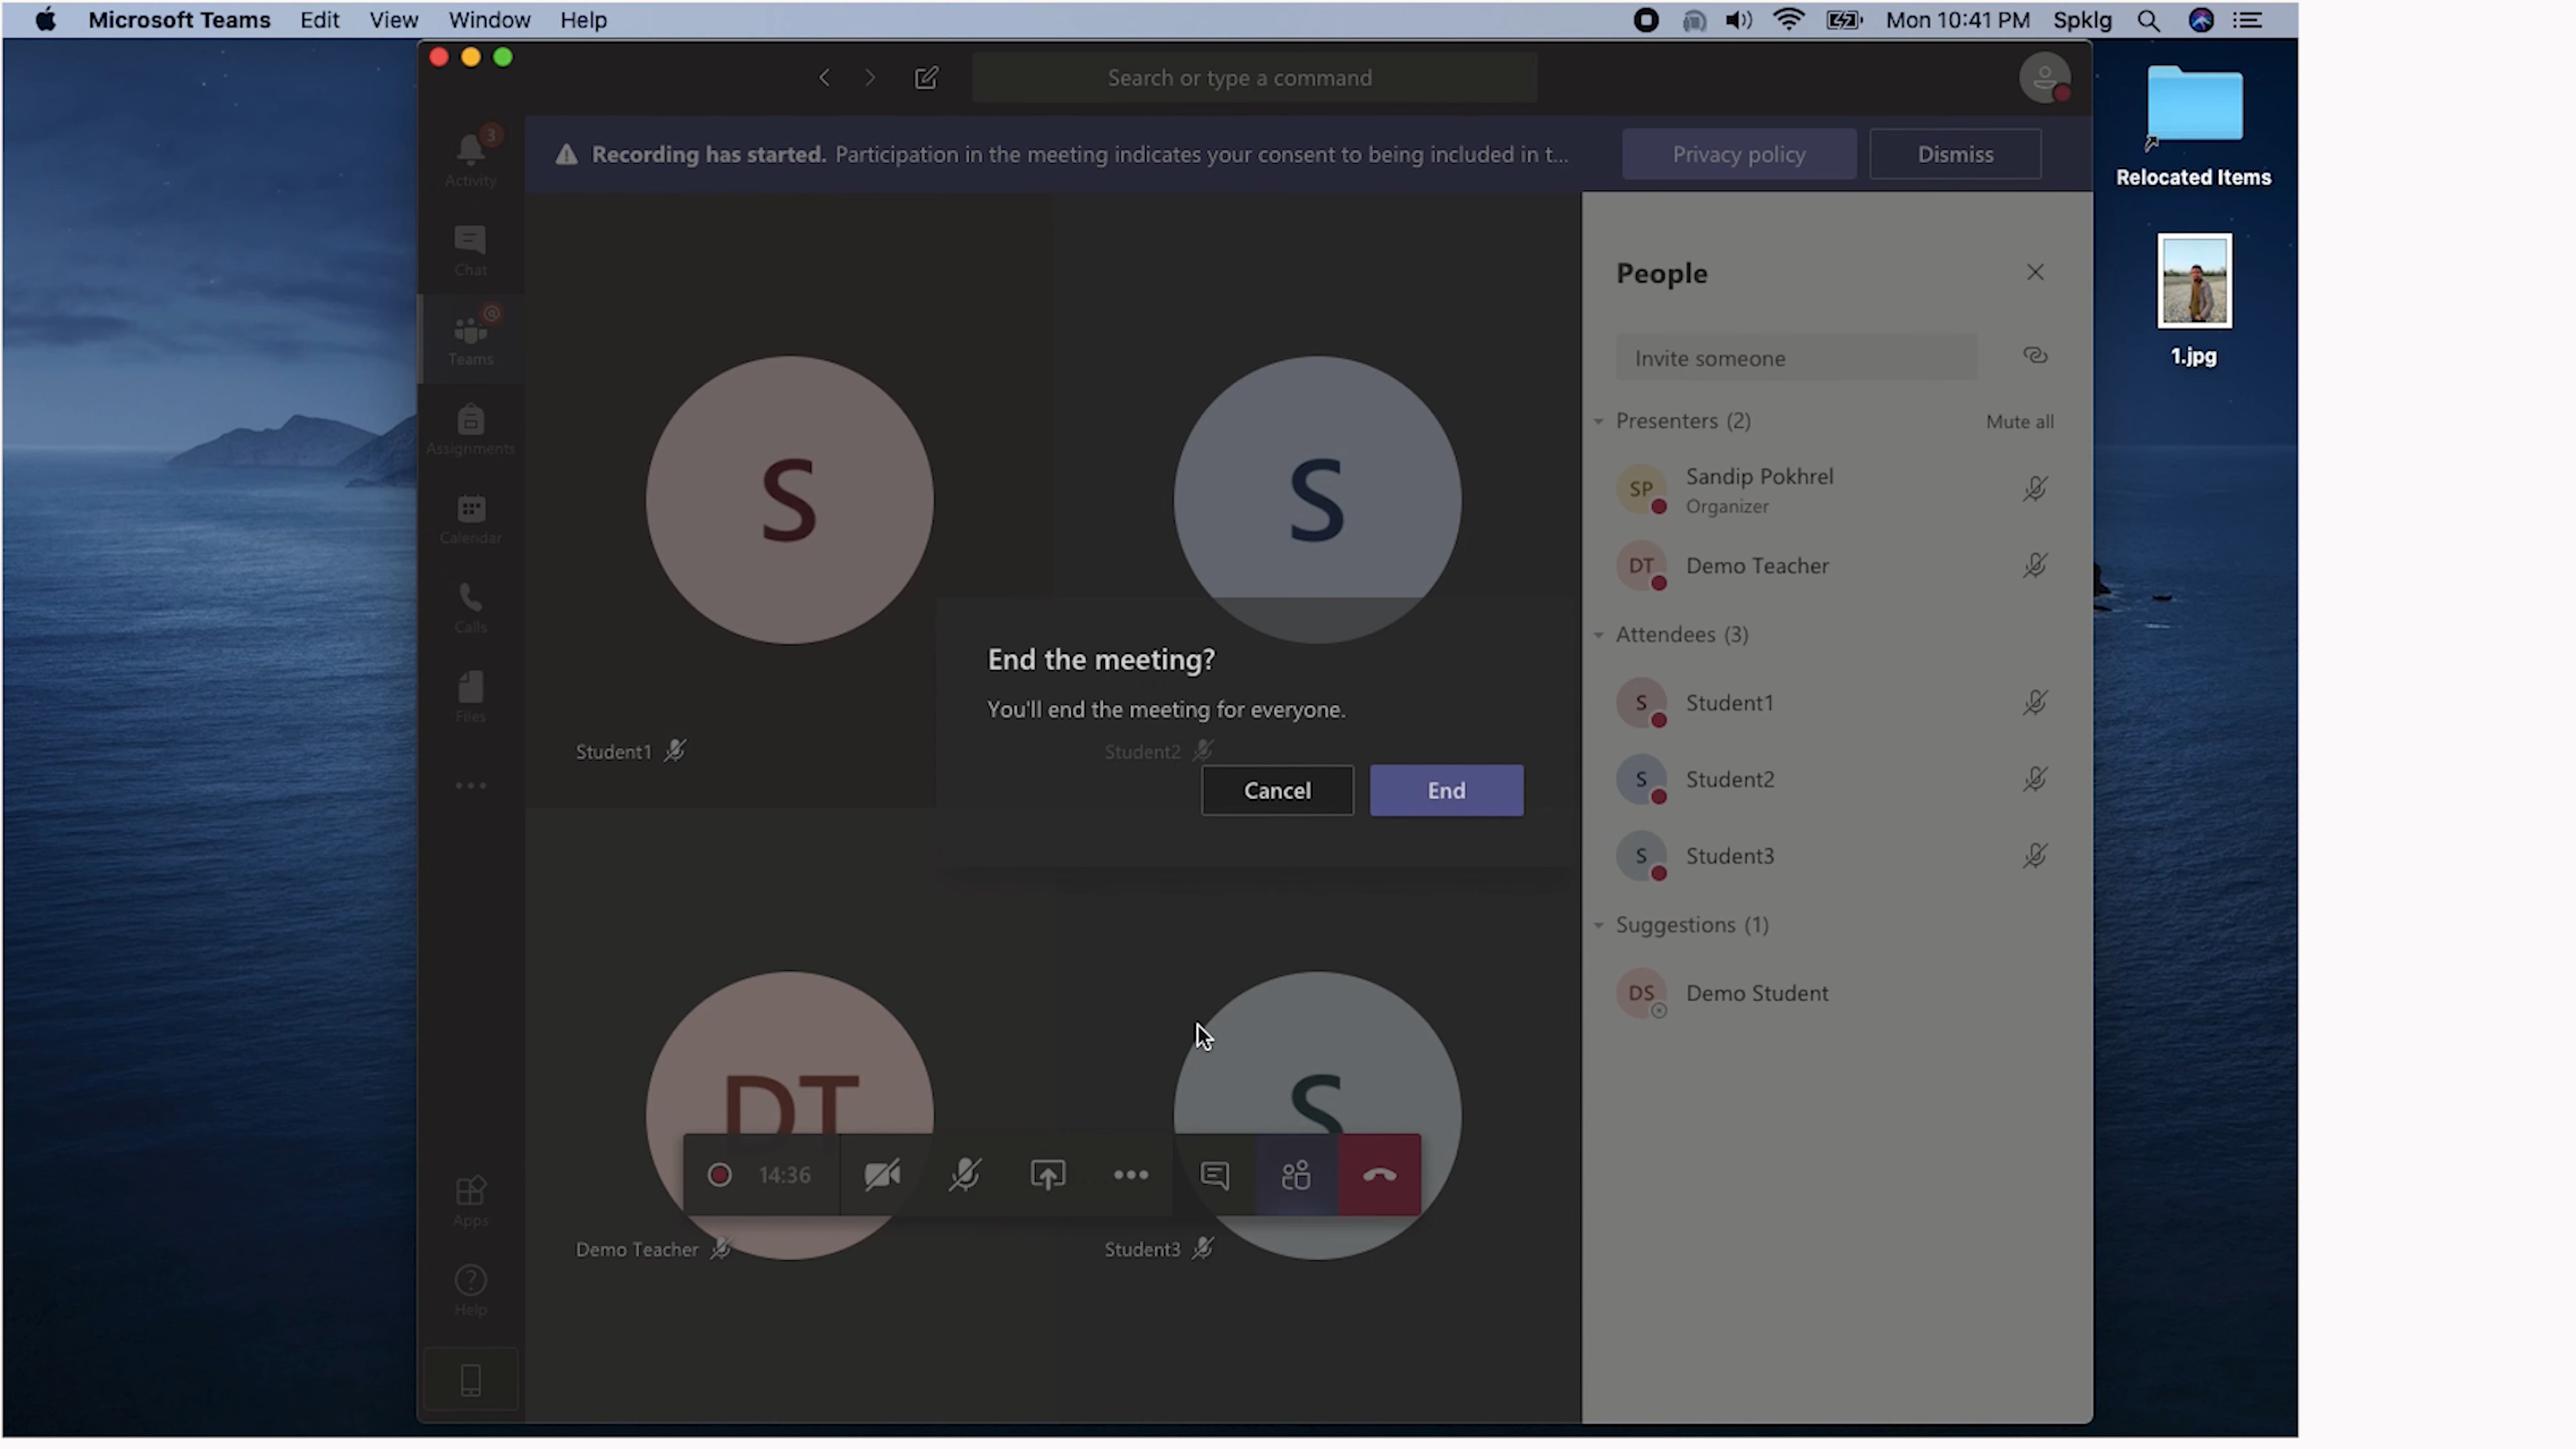 Microsoft Teams Edit View Window Help Mon 10:41 PM Spklg
Search or type a command
Recording has started. Participation in the meeting indicates your consent to being included in t... Privacy policy Dismiss
3
Activity
Chat
Teams
Assignments
Calendar
Calls
Files
Apps
Help
S
Student1
S
Student2
End the meeting?
You'll end the meeting for everyone.
Cancel End
DT
Demo Teacher
S
Student3
14:36
People
Invite someone
Presenters (2) Mute all
SP Sandip Pokhrel
Organizer
DT Demo Teacher
Attendees (3)
S Student1
S Student2
S Student3
Suggestions (1)
DS Demo Student
Relocated Items
1.jpg